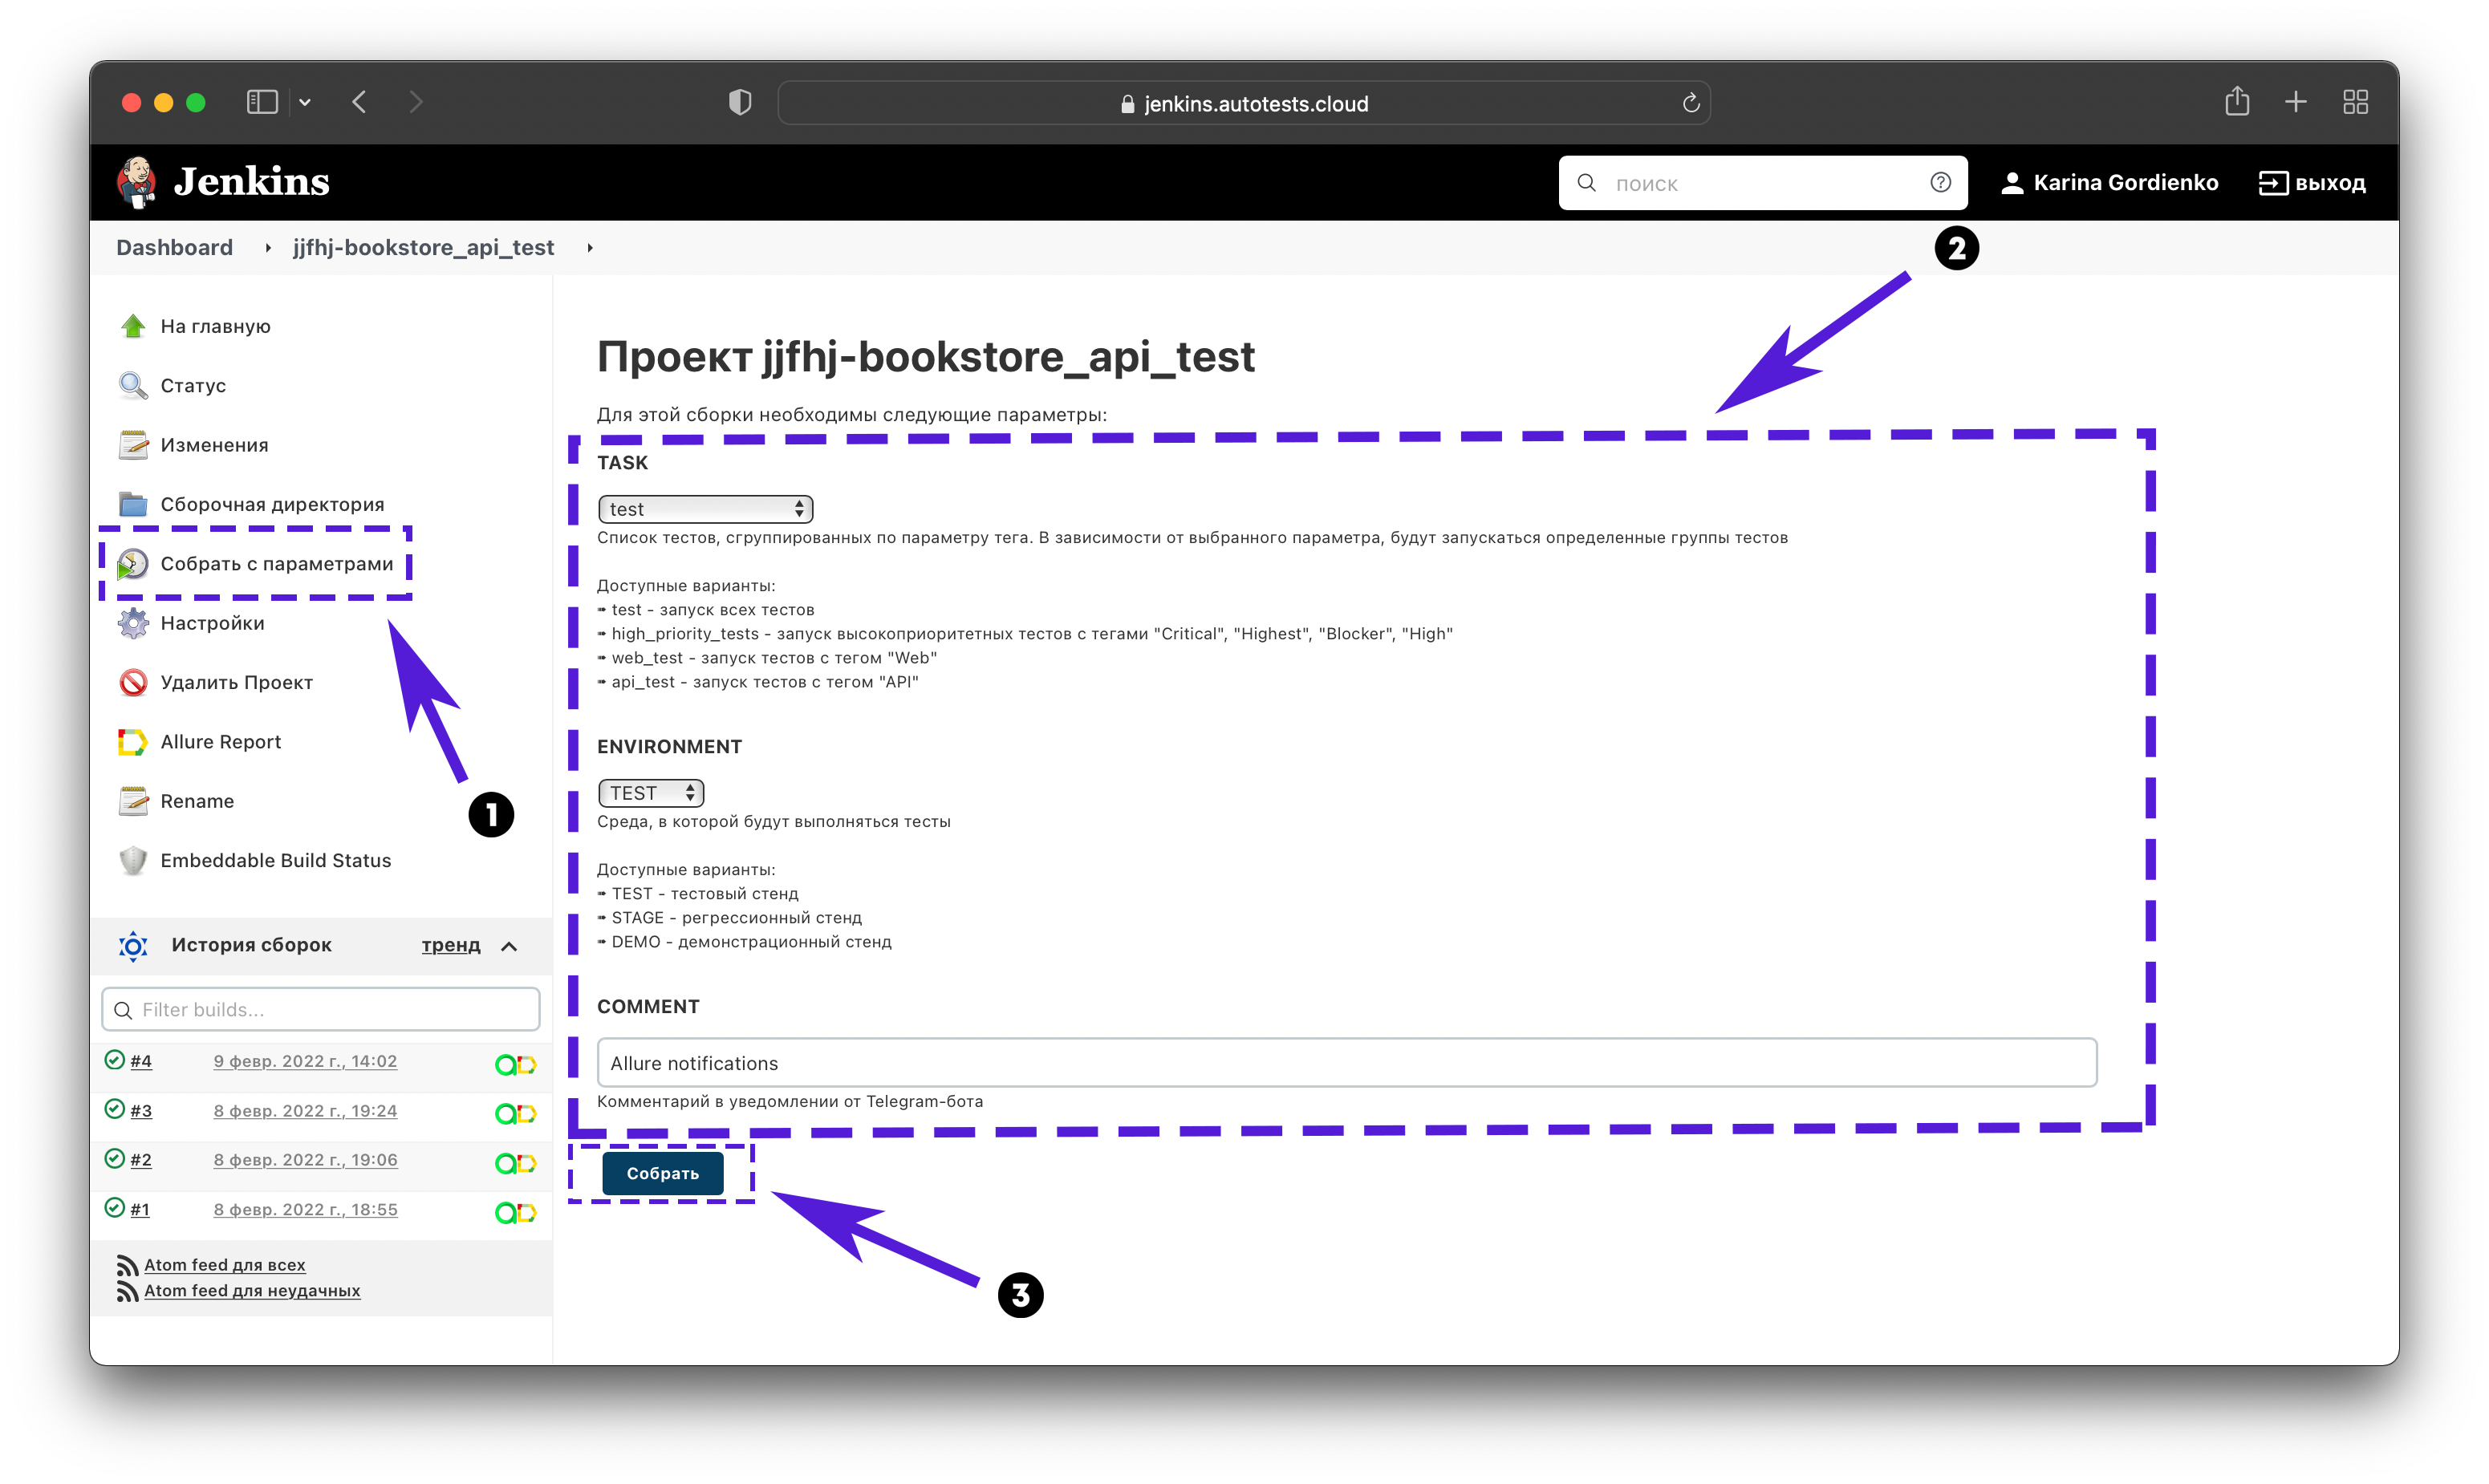 jenkins.autotests.cloud
Jenkins
поиск
Karina Gordienko
выход
Dashboard
jjfhj-bookstore_api_test
2
На главную
Статус
Изменения
Сборочная директория
Собрать с параметрами
Настройки
Удалить Проект
Allure Report
Rename
Embeddable Build Status
1
История сборок
тренд
Filter builds...
#4 9 февр. 2022 г., 14:02
#3 8 февр. 2022 г., 19:24
#2 8 февр. 2022 г., 19:06
#1 8 февр. 2022 г., 18:55
Atom feed для всех
Atom feed для неудачных
Проект jjfhj-bookstore_api_test
Для этой сборки необходимы следующие параметры:
TASK
test
Список тестов, сгруппированных по параметру тега. В зависимости от выбранного параметра, будут запускаться определенные группы тестов
Доступные варианты:
➠ test - запуск всех тестов
➠ high_priority_tests - запуск высокоприоритетных тестов с тегами "Critical", "Highest", "Blocker", "High"
➠ web_test - запуск тестов с тегом "Web"
➠ api_test - запуск тестов с тегом "API"
ENVIRONMENT
TEST
Среда, в которой будут выполняться тесты
Доступные варианты:
➠ TEST - тестовый стенд
➠ STAGE - регрессионный стенд
➠ DEMO - демонстрационный стенд
COMMENT
Allure notifications
Комментарий в уведомлении от Telegram-бота
Собрать
3